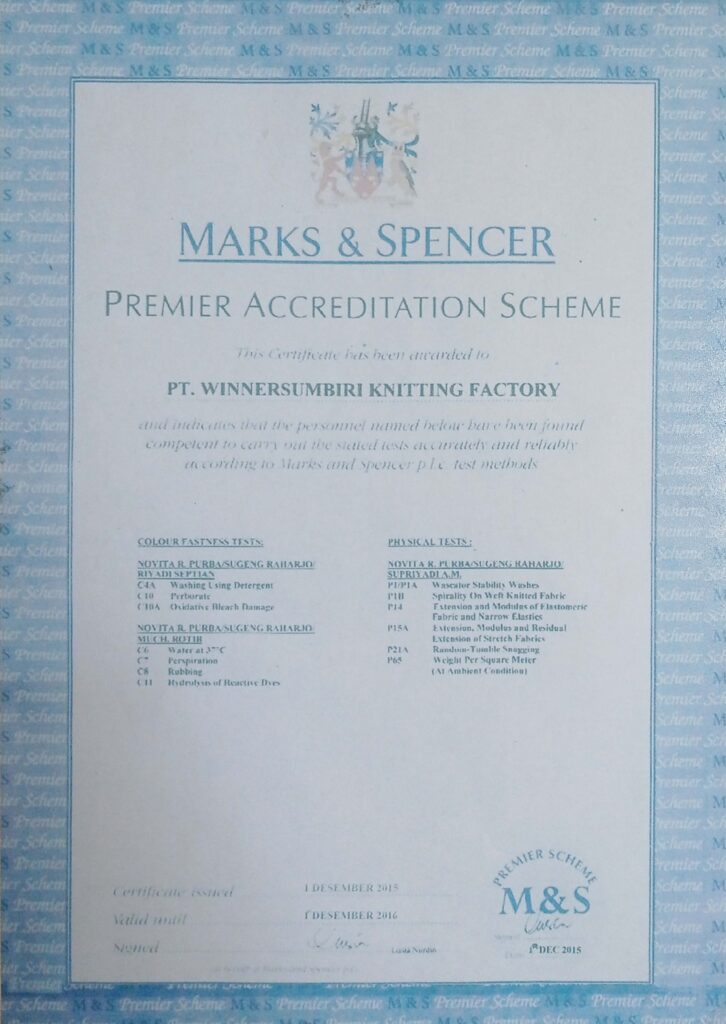 MARKS & SPENCER
PREMIER ACCREDITATION SCHEME
This Certificate has been awarded to
PT. WINNERSUMBIRI KNITTING FACTORY
and indicates that the personnel named below have been found
competent to carry out the stated tests accurately and reliably
according to Marks and Spencer p.l.c. test methods
COLOUR FASTNESS TESTS:
NOVITA R. PURBA/SUGENG RAHARJO/
RIYADI SEPTIAN
C4A Washing Using Detergent
C10 Perborate
C10A Oxidative Bleach Damage
NOVITA R. PURBA/SUGENG RAHARJO/
MUCH. ROTIB
C6 Water at 37°C
C7 Perspiration
C8 Rubbing
C11 Hydrolysis of Reactive Dyes
PHYSICAL TESTS :
NOVITA R. PURBA/SUGENG RAHARJO/
SUPRIYADI A.M.
P1/P1A Wascator Stability Washes
P1B Spirality On Weft Knitted Fabric
P14 Extension and Modulus of Elastomeric
Fabric and Narrow Elastics
P15A Extension, Modulus and Residual
Extension of Stretch Fabrics
P21A Random-Tumble Snagging
P65 Weight Per Square Meter
(At Ambient Condition)
Certificate issued 1 DESEMBER 2015
Valid until 1 DESEMBER 2016
Signed
PREMIER SCHEME
M&S
1st DEC 2015